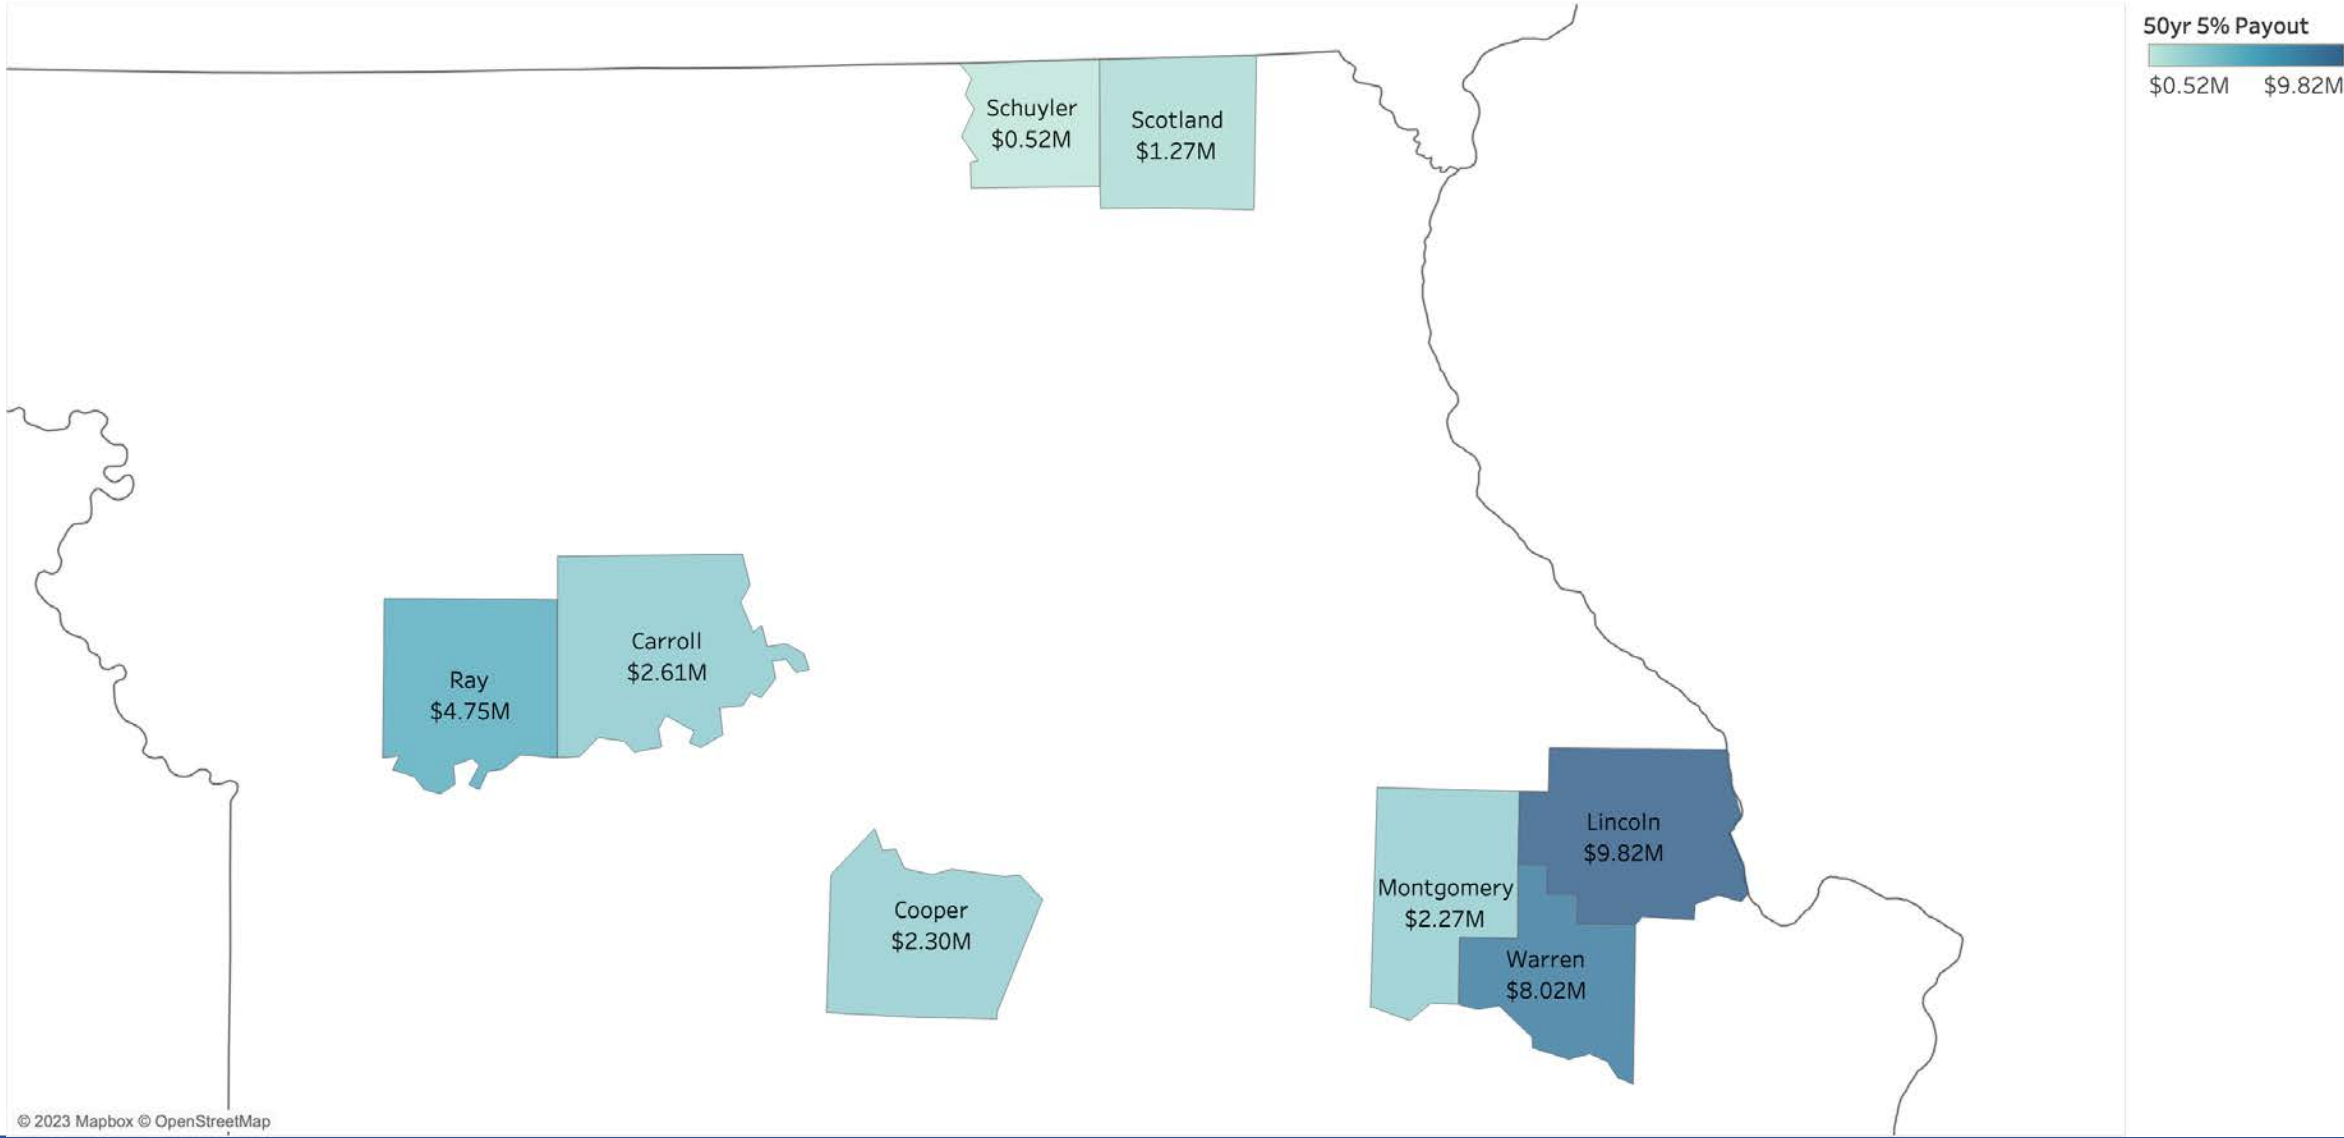 50yr 5% Payout
$0.52M $9.82M
Schuyler
$0.52M
Scotland
$1.27M
Carroll
$2.61M
Ray
$4.75M
Lincoln
$9.82M
Montgomery
$2.27M
Cooper
$2.30M
Warren
$8.02M
© 2023 Mapbox © OpenStreetMap